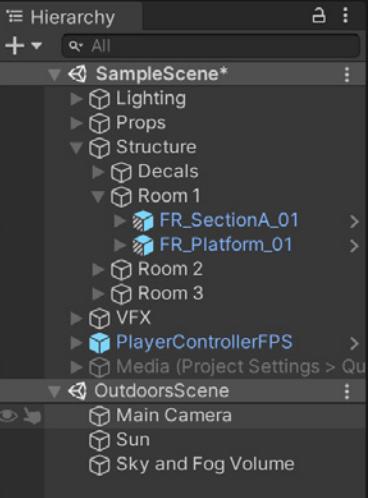 Hierarchy
All
SampleScene*
Lighting
Props
Structure
Decals
Room 1
FR_SectionA_01
FR_Platform_01
Room 2
Room 3
VFX
PlayerControllerFPS
Media (Project Settings > Qu
OutdoorsScene
Main Camera
Sun
Sky and Fog Volume